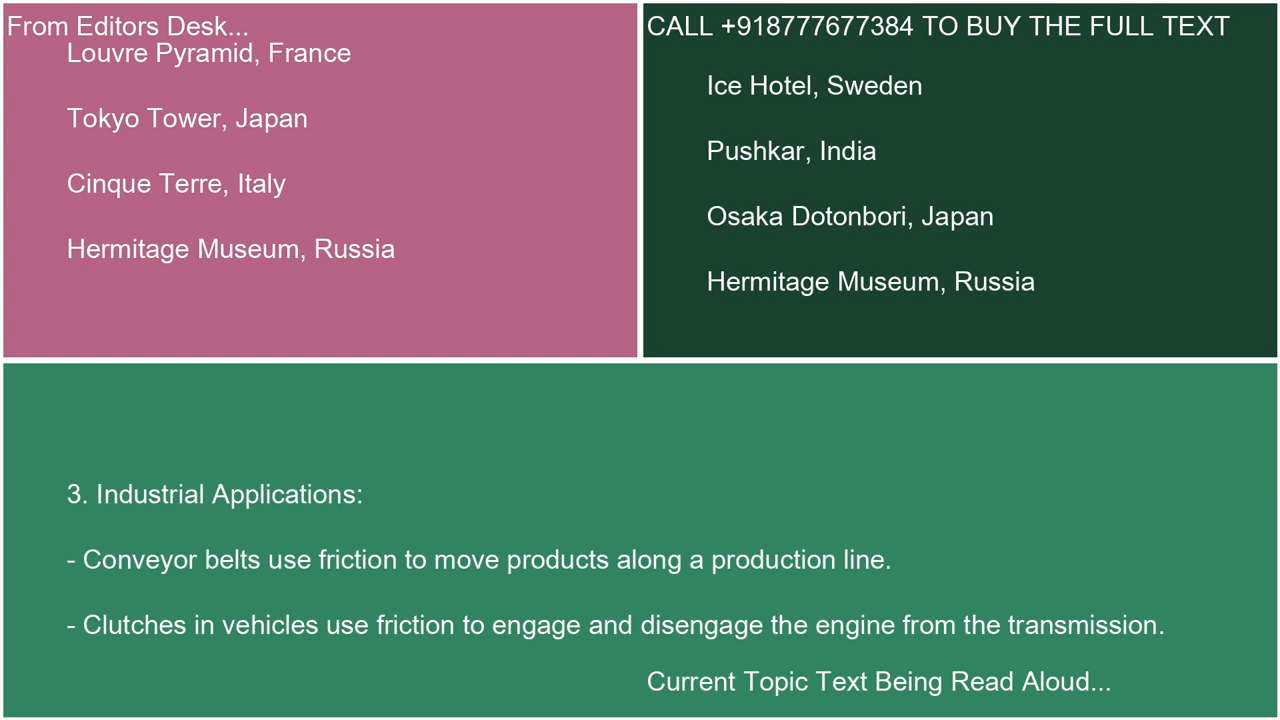 From Editors Desk...
Louvre Pyramid, France
Tokyo Tower, Japan
Cinque Terre, Italy
Hermitage Museum, Russia
CALL +918777677384 TO BUY THE FULL TEXT
Ice Hotel, Sweden
Pushkar, India
Osaka Dotonbori, Japan
Hermitage Museum, Russia
3. Industrial Applications:
- Conveyor belts use friction to move products along a production line.
- Clutches in vehicles use friction to engage and disengage the engine from the transmission.
Current Topic Text Being Read Aloud...